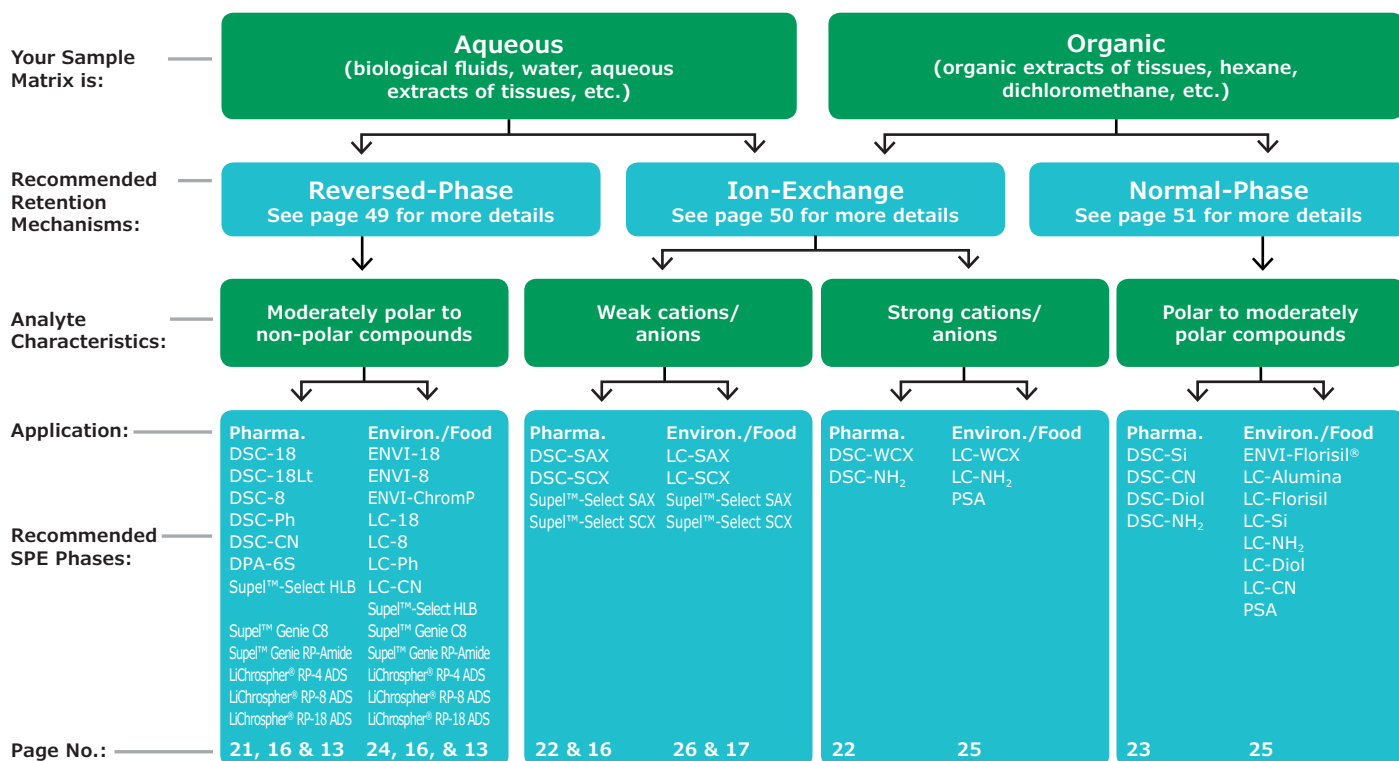 Your Sample
Matrix is:
Aqueous
(biological fluids, water, aqueous
extracts of tissues, etc.)
Organic
(organic extracts of tissues, hexane,
dichloromethane, etc.)
Recommended
Retention
Mechanisms:
Reversed-Phase
See page 49 for more details
Ion-Exchange
See page 50 for more details
Normal-Phase
See page 51 for more details
Analyte
Characteristics:
Moderately polar to
non-polar compounds
Weak cations/
anions
Strong cations/
anions
Polar to moderately
polar compounds
Application:
Recommended
SPE Phases:
Pharma.
DSC-18
DSC-18Lt
DSC-8
DSC-Ph
DSC-CN
DPA-6S
Supel™-Select HLB
Supel™ Genie C8
Supel™ Genie RP-Amide
LiChrospher® RP-4 ADS
LiChrospher® RP-8 ADS
LiChrospher® RP-18 ADS
Environ./Food
ENVI-18
ENVI-8
ENVI-ChromP
LC-18
LC-8
LC-Ph
LC-CN
Supel™-Select HLB
Supel™ Genie C8
Supel™ Genie RP-Amide
LiChrospher® RP-4 ADS
LiChrospher® RP-8 ADS
LiChrospher® RP-18 ADS
Pharma.
DSC-SAX
DSC-SCX
Supel™-Select SAX
Supel™-Select SCX
Environ./Food
LC-SAX
LC-SCX
Supel™-Select SAX
Supel™-Select SCX
Pharma.
DSC-WCX
DSC-NH₂
Environ./Food
LC-WCX
LC-NH₂
PSA
Pharma.
DSC-Si
DSC-CN
DSC-Diol
DSC-NH₂
Environ./Food
ENVI-Florisil®
LC-Alumina
LC-Florisil
LC-Si
LC-NH₂
LC-Diol
LC-CN
PSA
Page No.:
21, 16 & 13
24, 16, & 13
22 & 16
26 & 17
22
25
23
25